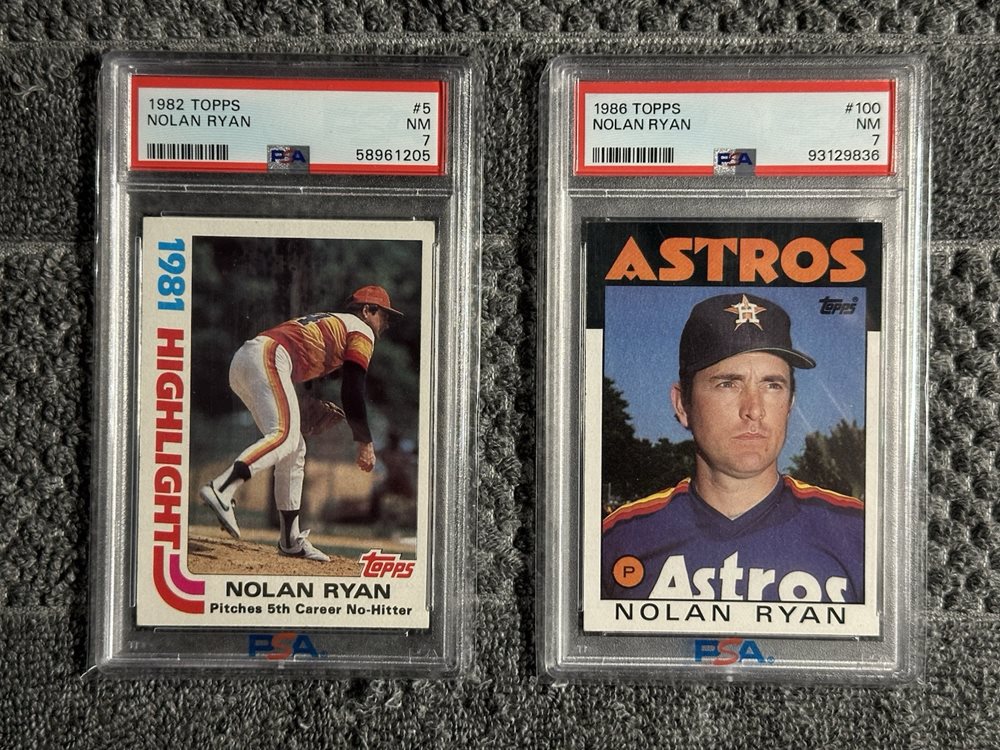 1982 TOPPS #5
NOLAN RYAN NM
7
PSA 58961205
1981 HIGHLIGHT
Topps
NOLAN RYAN
Pitches 5th Career No-Hitter
PSA
1986 TOPPS #100
NOLAN RYAN NM
7
PSA 93129836
ASTROS
Topps®
H
P
Astros
NOLAN RYAN
PSA®